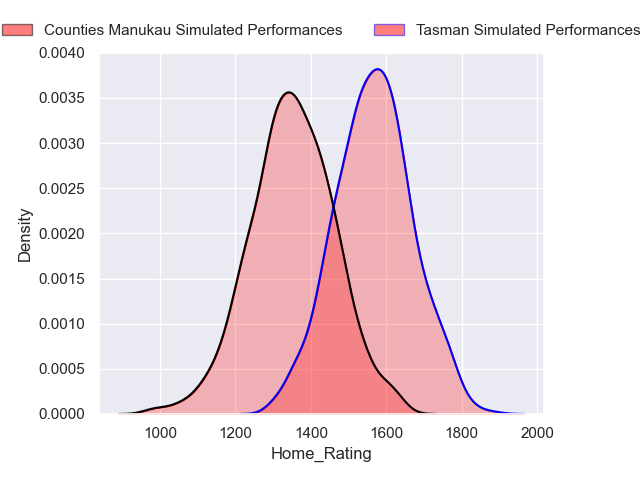 Counties Manukau Simulated Performances
Tasman Simulated Performances
0.0040
0.0035
0.0030
0.0025
0.0020
0.0015
0.0010
0.0005
0.0000
Density
1000 1200 1400 1600 1800 2000
Home_Rating